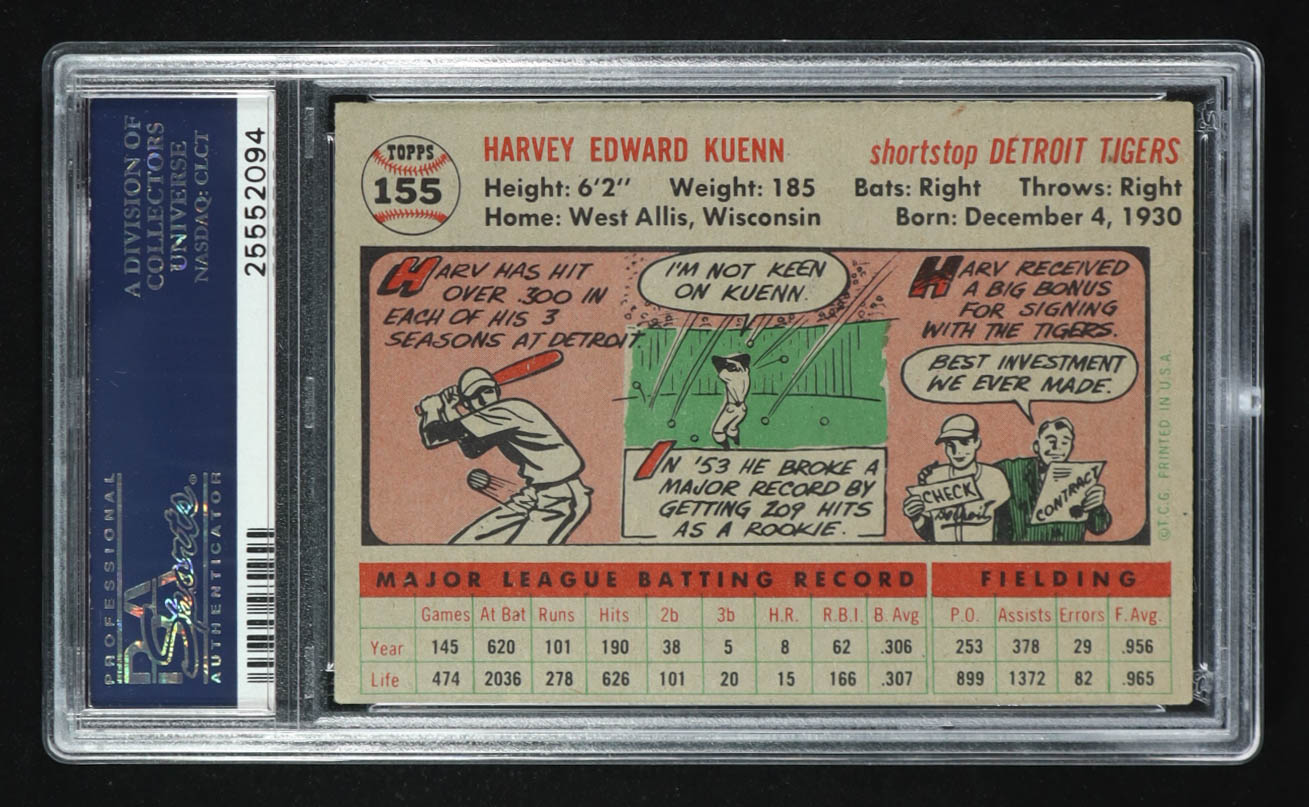 A DIVISION OF
COLLECTORS
UNIVERSE
NASDAQ: CLCT
25552094
PROFESSIONAL
PSA
Sports
AUTHENTICATOR
TOPPS
155
HARVEY EDWARD KUENN
shortstop DETROIT TIGERS
Height: 6'2" Weight: 185 Bats: Right Throws: Right
Home: West Allis, Wisconsin Born: December 4, 1930
HARV HAS HIT
OVER .300 IN
EACH OF HIS 3
SEASONS AT DETROIT.
I'M NOT KEEN
ON KUENN.
IN '53 HE BROKE A
MAJOR RECORD BY
GETTING 209 HITS
AS A ROOKIE.
HARV RECEIVED
A BIG BONUS
FOR SIGNING
WITH THE TIGERS.
BEST INVESTMENT
WE EVER MADE.
CHECK
Detroit
CONTRACT
©T.C.G. PRINTED IN U.S.A.
MAJOR LEAGUE BATTING RECORD FIELDING
Games At Bat Runs Hits 2b 3b H.R. R.B.I. B. Avg P.O. Assists Errors F. Avg.
Year 145 620 101 190 38 5 8 62 .306 253 378 29 .956
Life 474 2036 278 626 101 20 15 166 .307 899 1372 82 .965